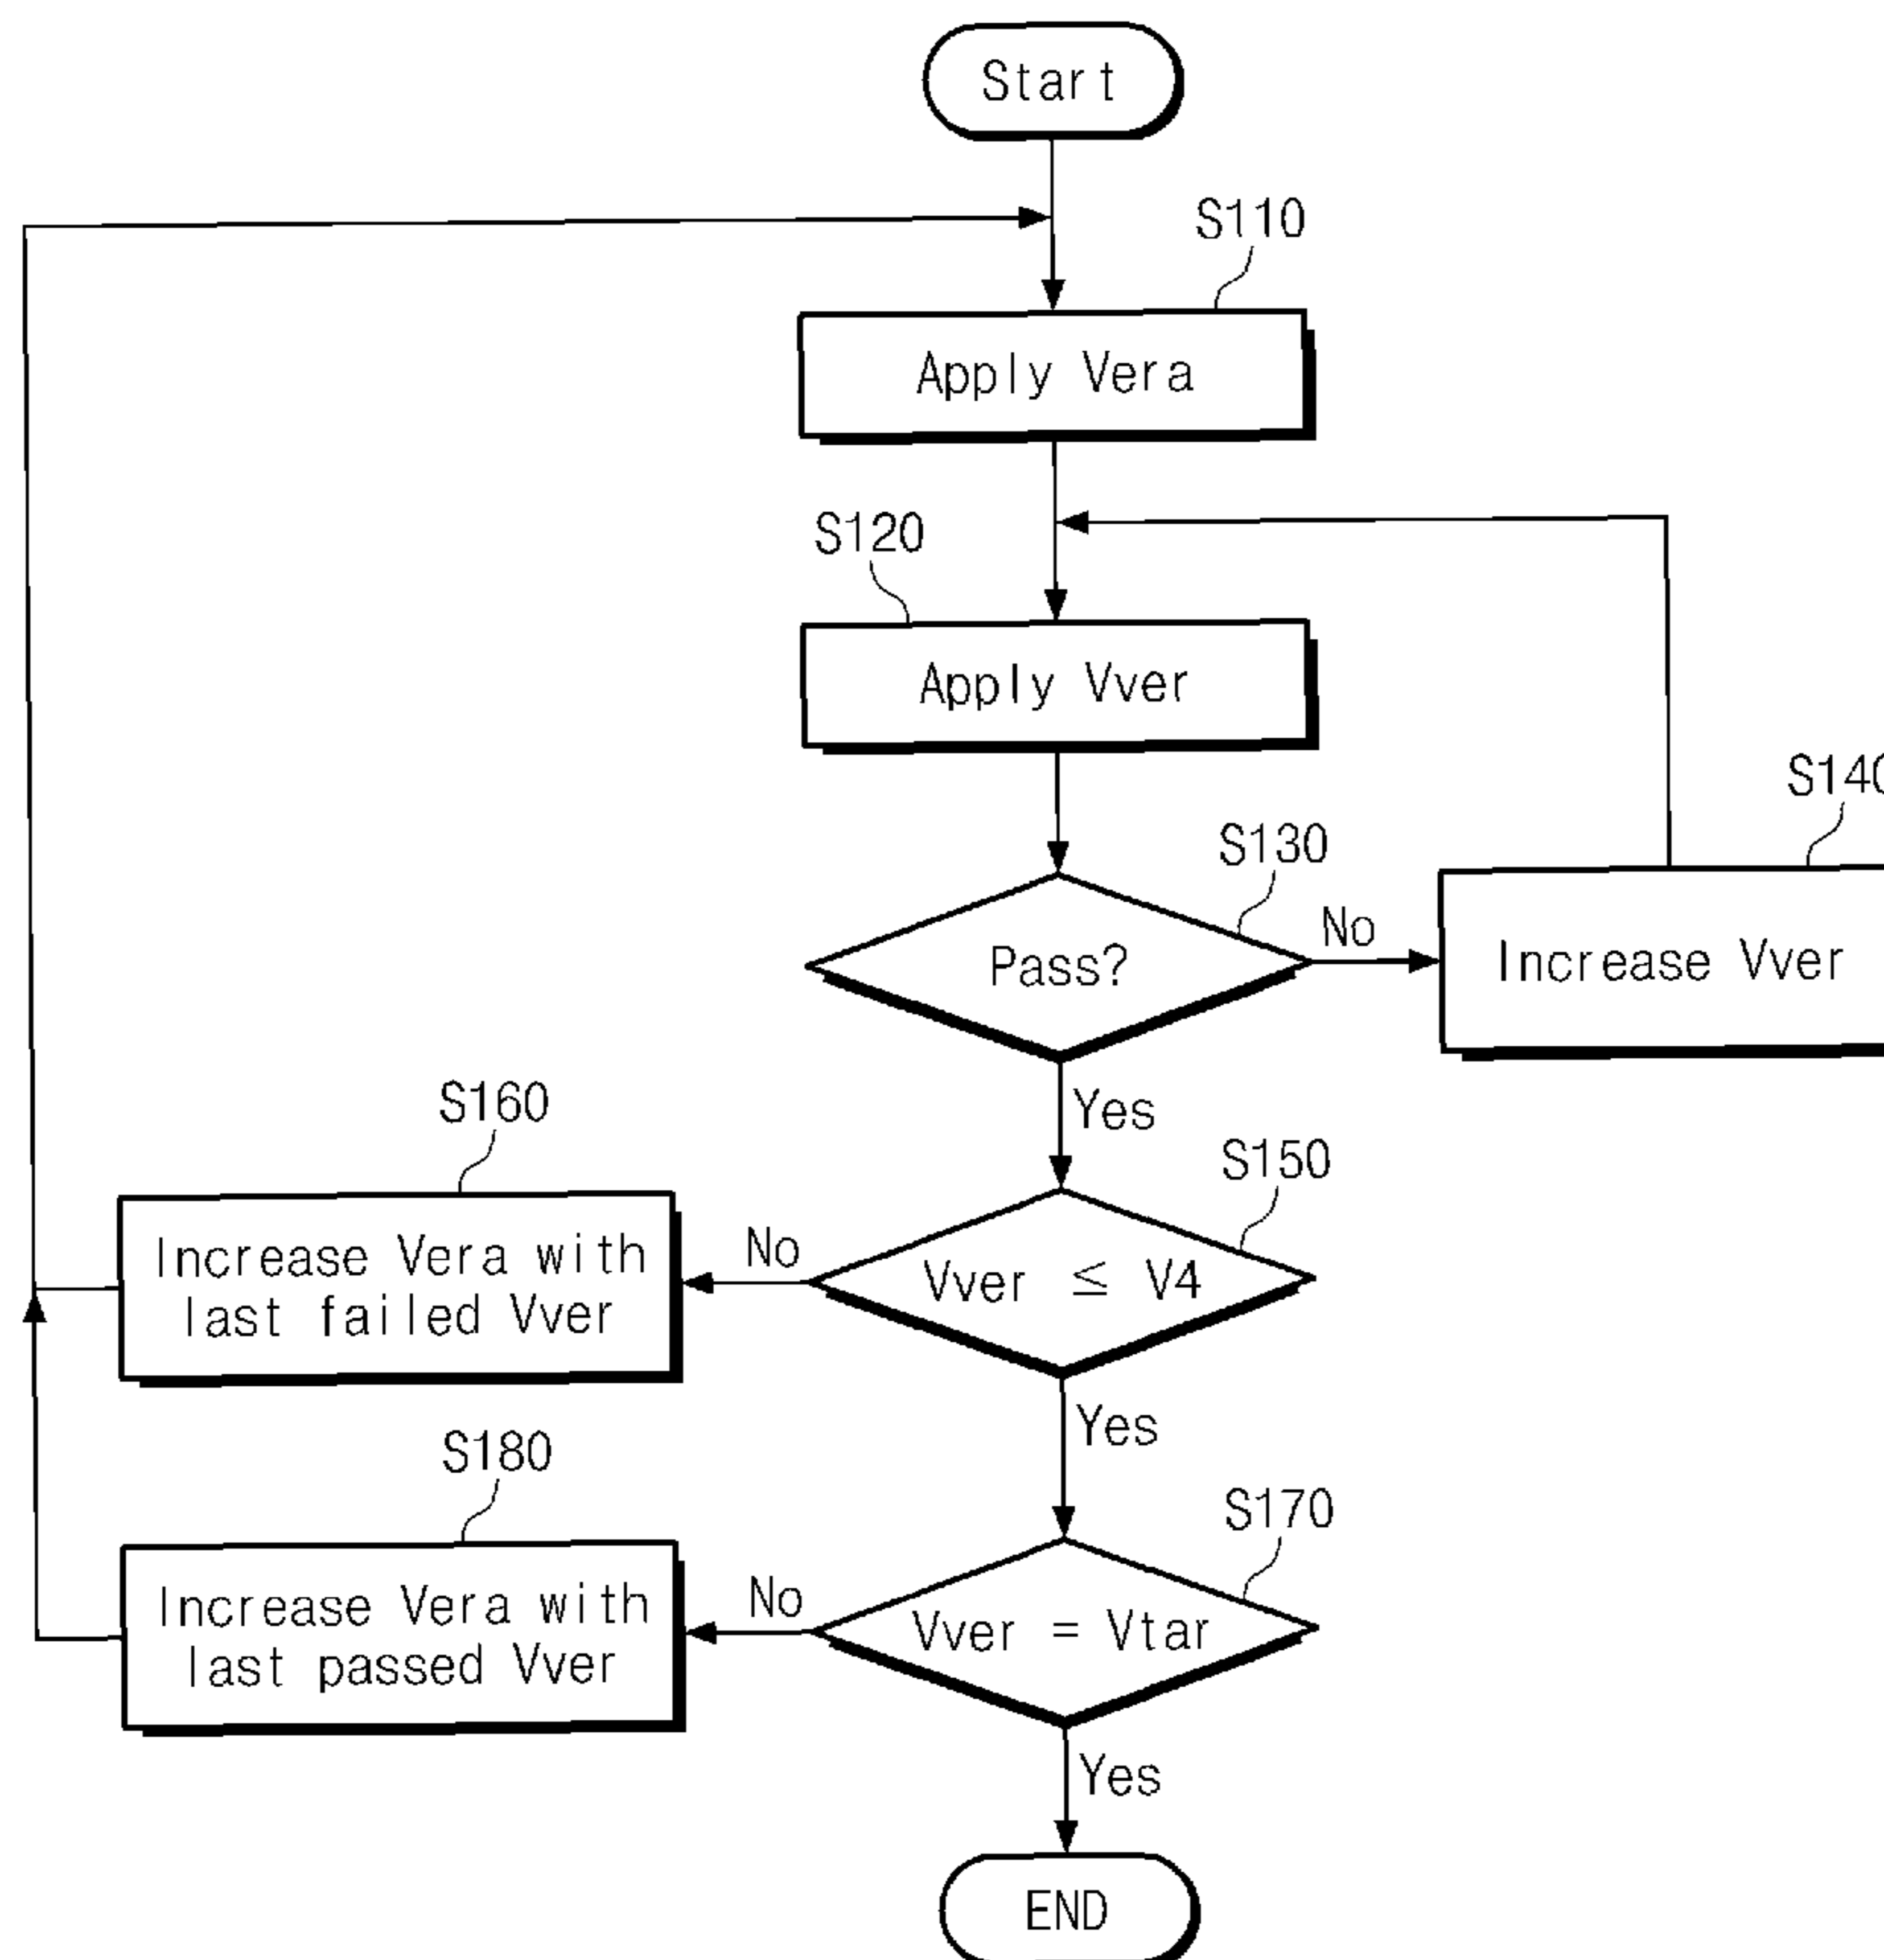 Start
S110
Apply Vera
S120
Apply Vver
S130
Pass?
No
S140
Increase Vver
Yes
S150
Vver ≤ V4
No
S160
Increase Vera with
last failed Vver
Yes
S170
Vver = Vtar
No
S180
Increase Vera with
last passed Vver
Yes
END